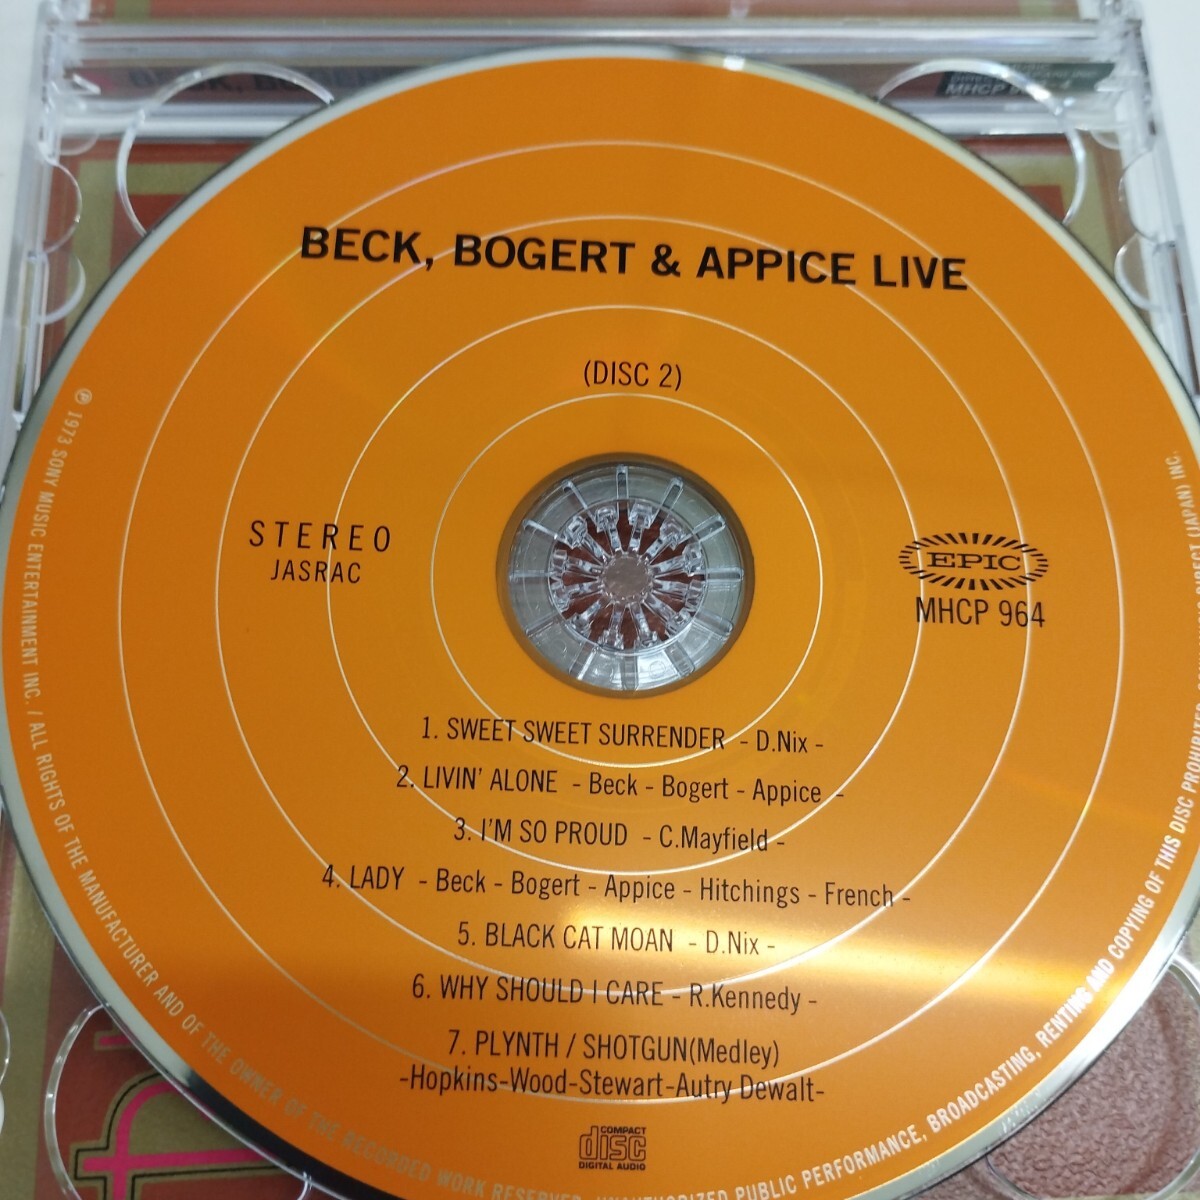 MHCP 9
BECK, BOGERT & APPICE LIVE
(DISC 2)
STEREO
JASRAC
EPIC
MHCP 964
1. SWEET SWEET SURRENDER - D.Nix -
2. LIVIN' ALONE - Beck - Bogert - Appice -
3. I'M SO PROUD - C.Mayfield -
4. LADY - Beck - Bogert - Appice - Hitchings - French -
5. BLACK CAT MOAN - D.Nix -
6. WHY SHOULD I CARE - R.Kennedy -
7. PLYNTH / SHOTGUN(Medley)
-Hopkins-Wood-Stewart-Autry Dewalt-
COMPACT
disc
DIGITAL AUDIO
℗ 1973 SONY MUSIC ENTERTAINMENT INC. / ALL RIGHTS OF THE MANUFACTURER AND OF THE OWNER OF THE RECORDED WORK RESERVED. UNAUTHORIZED PUBLIC PERFORMANCE, BROADCASTING, RENTING AND COPYING OF THIS DISC PROHIBITED
(JAPAN) INC.